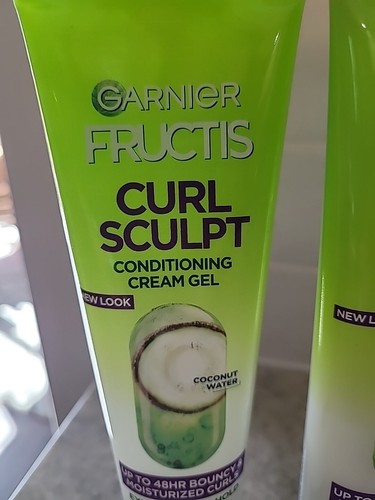 GARNIER
FRUCTIS
CURL
SCULPT
CONDITIONING
CREAM GEL
NEW LOOK
COCONUT
WATER
UP TO 48HR BOUNCY &
MOISTURIZED CURLS
NEW L
UP TO